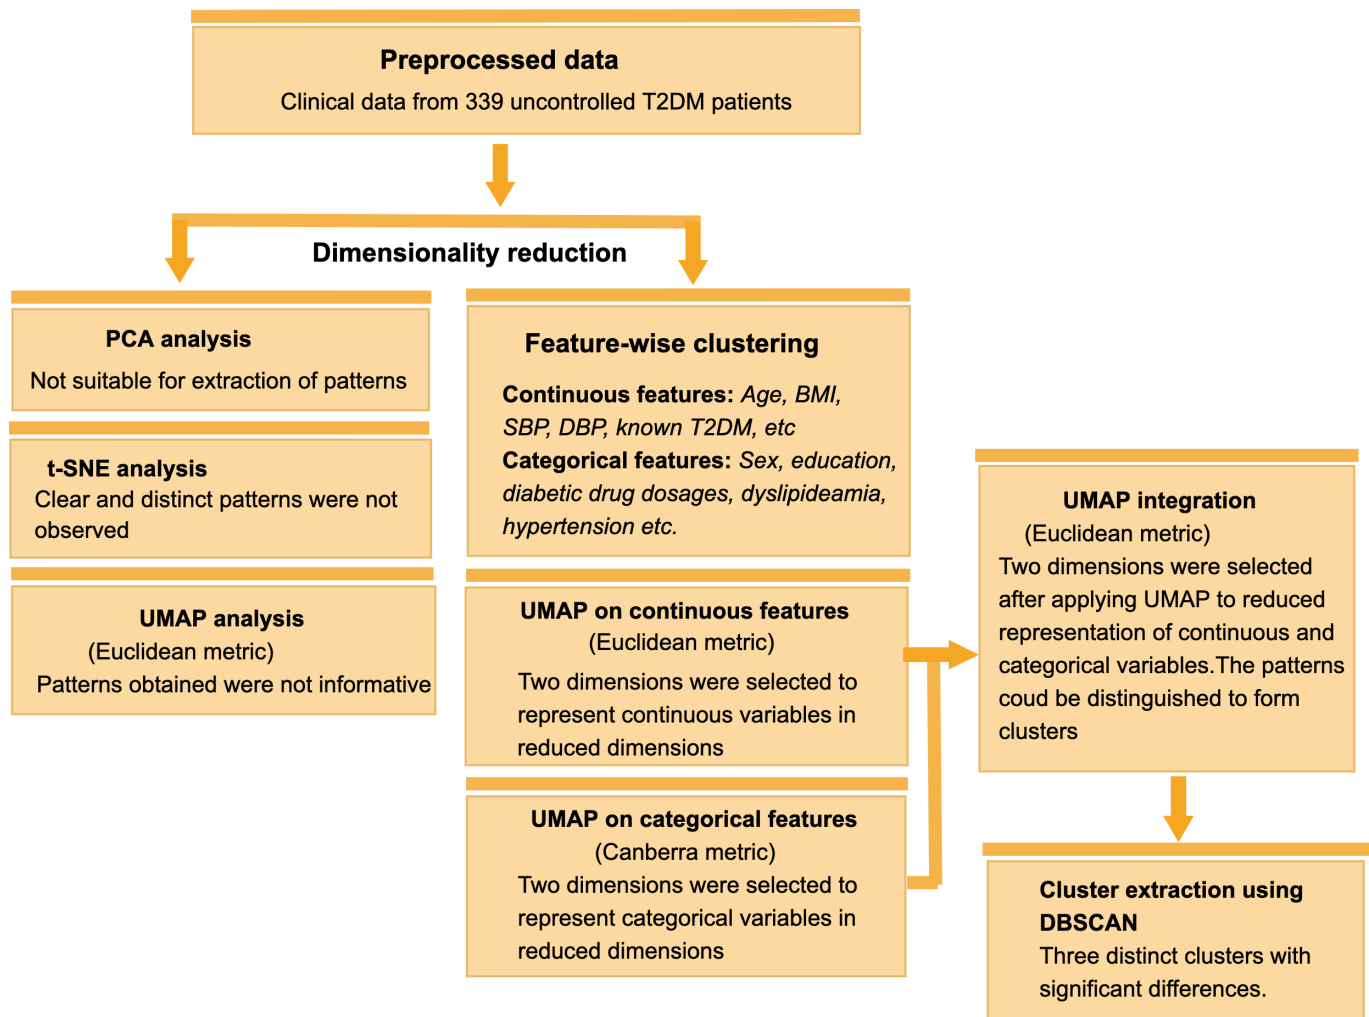 Preprocessed data
Clinical data from 339 uncontrolled T2DM patients
Dimensionality reduction
PCA analysis
Not suitable for extraction of patterns
t-SNE analysis
Clear and distinct patterns were not
observed
UMAP analysis
(Euclidean metric)
Patterns obtained were not informative
Feature-wise clustering
Continuous features: Age, BMI,
SBP, DBP, known T2DM, etc
Categorical features: Sex, education,
diabetic drug dosages, dyslipideamia,
hypertension etc.
UMAP on continuous features
(Euclidean metric)
Two dimensions were selected to
represent continuous variables in
reduced dimensions
UMAP on categorical features
(Canberra metric)
Two dimensions were selected to
represent categorical variables in
reduced dimensions
UMAP integration
(Euclidean metric)
Two dimensions were selected
after applying UMAP to reduced
representation of continuous and
categorical variables.The patterns
coud be distinguished to form
clusters
Cluster extraction using
DBSCAN
Three distinct clusters with
significant differences.